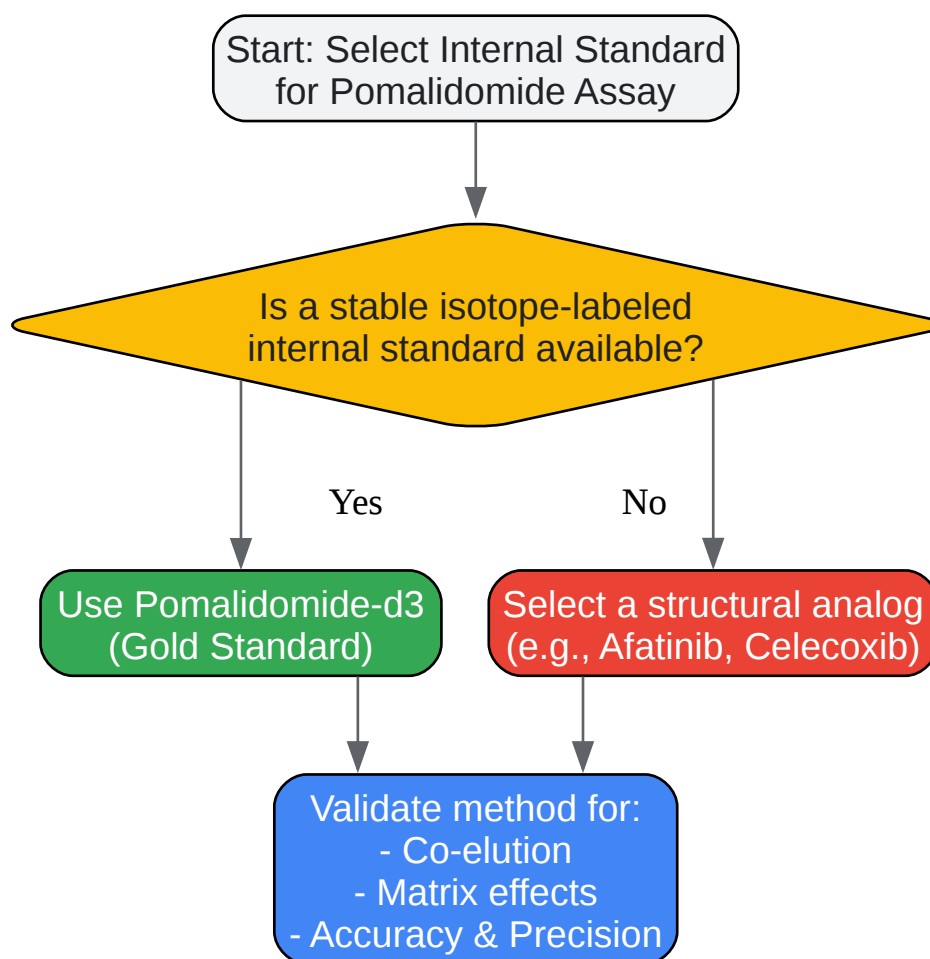 Start: Select Internal Standard
for Pomalidomide Assay
Is a stable isotope-labeled
internal standard available?
Yes
No
Use Pomalidomide-d3
(Gold Standard)
Select a structural analog
(e.g., Afatinib, Celecoxib)
Validate method for:
- Co-elution
- Matrix effects
- Accuracy & Precision